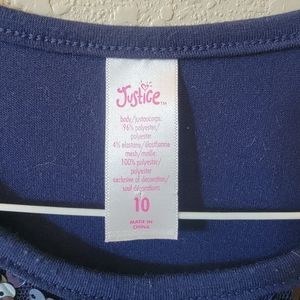 Justice™
body/justaucorps:
96% polyester/
polyester
4% elastane/élasthanne
mesh/maille:
100% polyester/
polyester
exclusive of decoration/
sauf décorations
10
MADE IN
CHINA